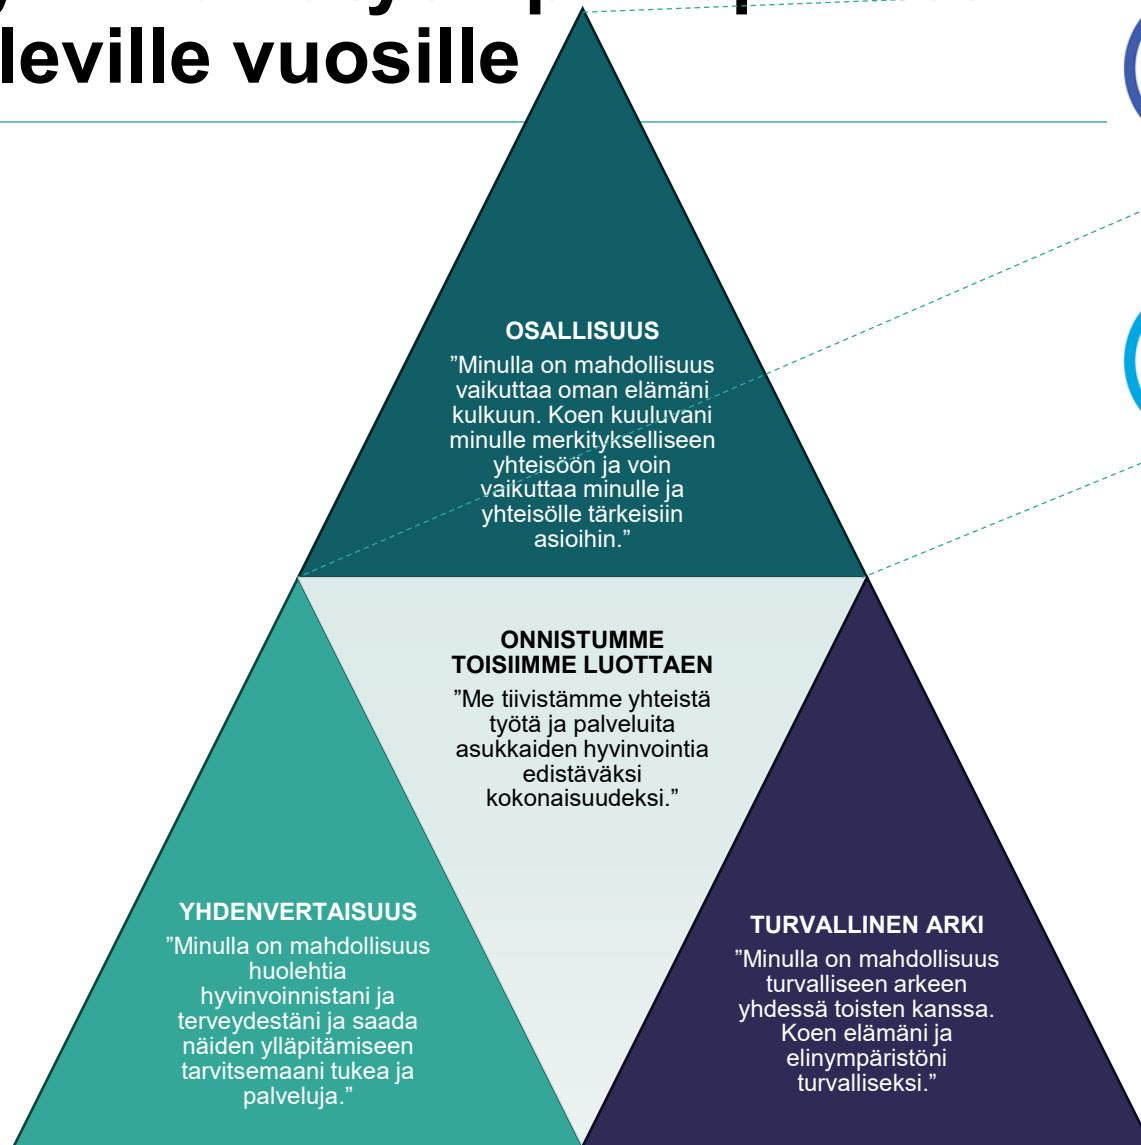 leville vuosille
OSALLISUUS
”Minulla on mahdollisuus
vaikuttaa oman elämäni
kulkuun. Koen kuuluvani
minulle merkitykselliseen
yhteisöön ja voin
vaikuttaa minulle ja
yhteisölle tärkeisiin
asioihin.”
ONNISTUMME
TOISIIMME LUOTTAEN
”Me tiivistämme yhteistä
työtä ja palveluita
asukkaiden hyvinvointia
edistäväksi
kokonaisuudeksi.”
YHDENVERTAISUUS
”Minulla on mahdollisuus
huolehtia
hyvinvoinnistani ja
terveydestäni ja saada
näiden ylläpitämiseen
tarvitsemaani tukea ja
palveluja.”
TURVALLINEN ARKI
”Minulla on mahdollisuus
turvalliseen arkeen
yhdessä toisten kanssa.
Koen elämäni ja
elinympäristöni
turvalliseksi.”